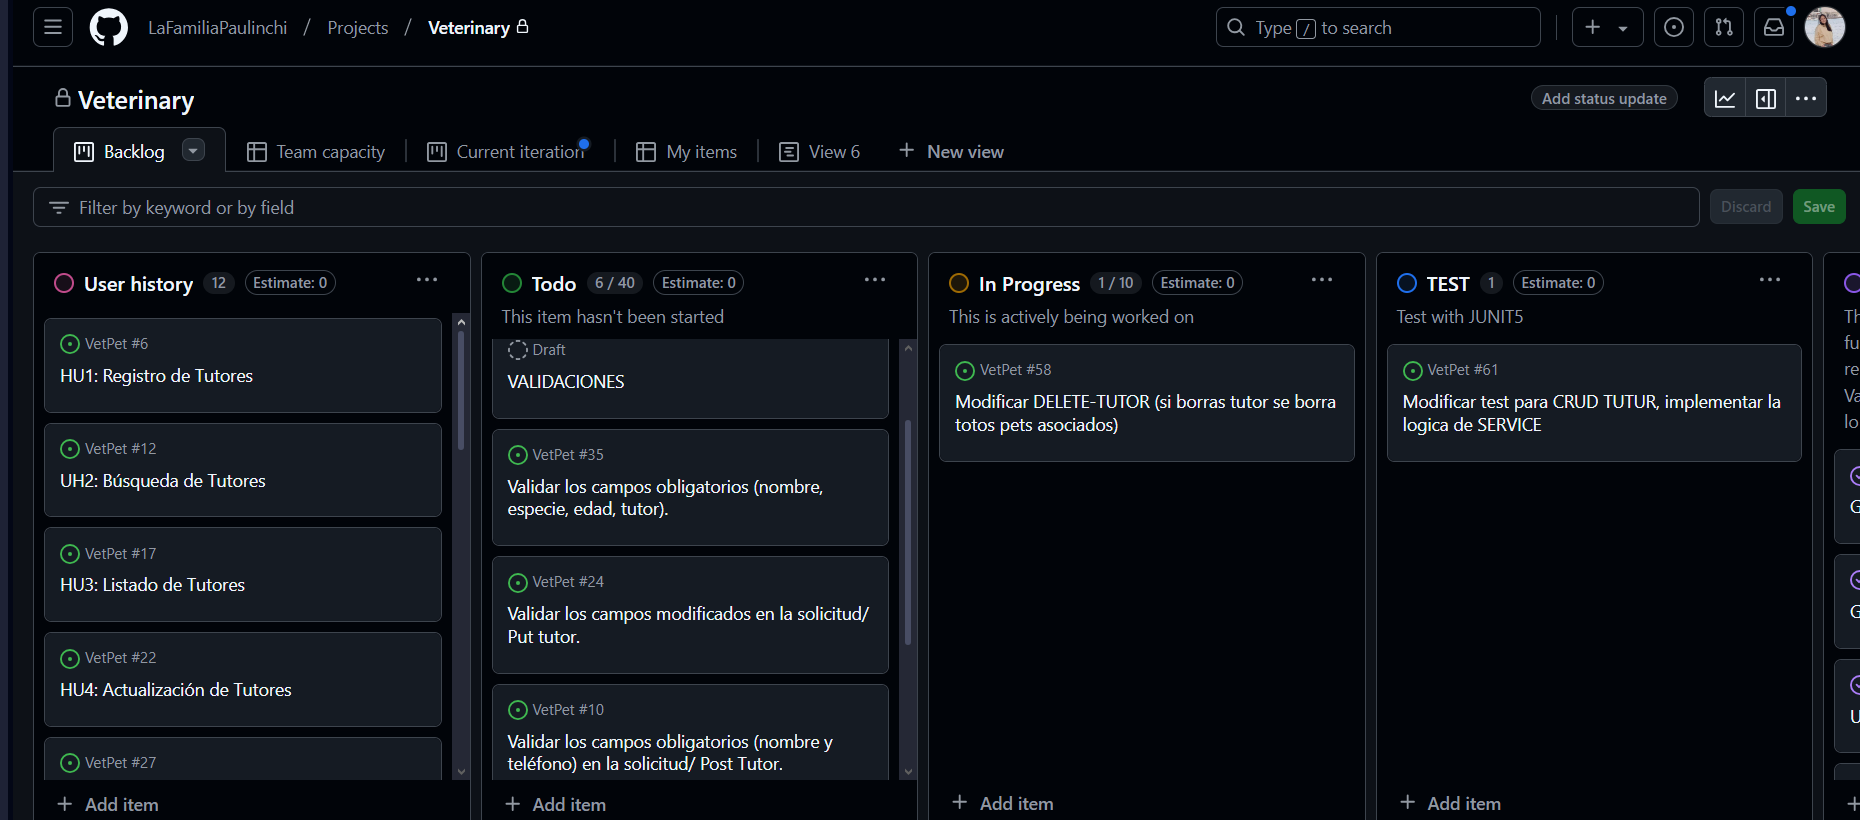 LaFamiliaPaulinchi / Projects / Veterinary
Type / to search
Veterinary
Add status update
Backlog
Team capacity
Current iteration
My items
View 6
New view
Filter by keyword or by field
Discard
Save
User history 12 Estimate: 0
VetPet #6
HU1: Registro de Tutores
VetPet #12
UH2: Búsqueda de Tutores
VetPet #17
HU3: Listado de Tutores
VetPet #22
HU4: Actualización de Tutores
VetPet #27
Add item
Todo 6 / 40 Estimate: 0
This item hasn't been started
Draft
VALIDACIONES
VetPet #35
Validar los campos obligatorios (nombre,
especie, edad, tutor).
VetPet #24
Validar los campos modificados en la solicitud/
Put tutor.
VetPet #10
Validar los campos obligatorios (nombre y
teléfono) en la solicitud/ Post Tutor.
Add item
In Progress 1 / 10 Estimate: 0
This is actively being worked on
VetPet #58
Modificar DELETE-TUTOR (si borras tutor se borra
totos pets asociados)
Add item
TEST 1 Estimate: 0
Test with JUNIT5
VetPet #61
Modificar test para CRUD TUTUR, implementar la
logica de SERVICE
Add item